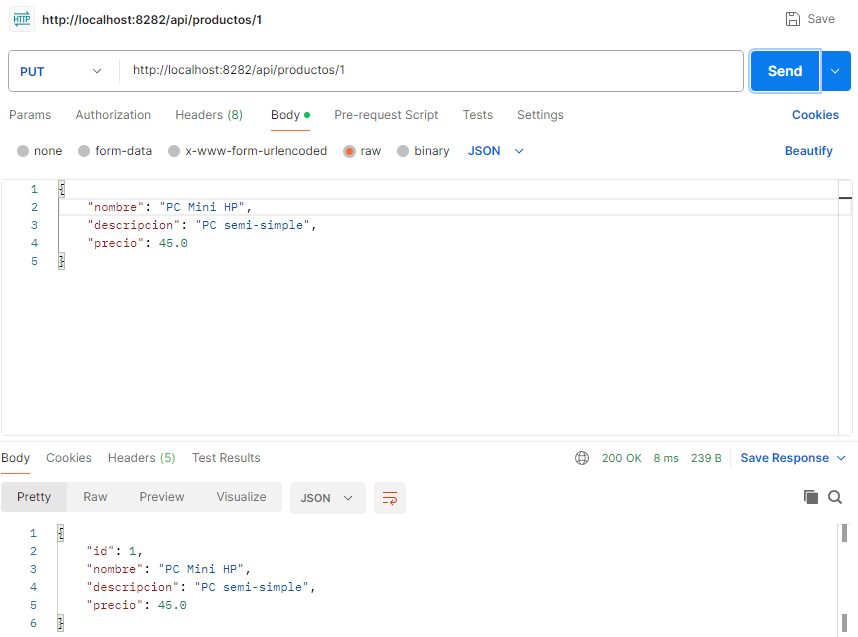 HTTP http://localhost:8282/api/productos/1 Save
PUT http://localhost:8282/api/productos/1 Send
Params Authorization Headers (8) Body Pre-request Script Tests Settings Cookies
none form-data x-www-form-urlencoded raw binary JSON Beautify
1 {
2 "nombre": "PC Mini HP",
3 "descripcion": "PC semi-simple",
4 "precio": 45.0
5 }
Body Cookies Headers (5) Test Results 200 OK 8 ms 239 B Save Response
Pretty Raw Preview Visualize JSON
1 {
2 "id": 1,
3 "nombre": "PC Mini HP",
4 "descripcion": "PC semi-simple",
5 "precio": 45.0
6 }